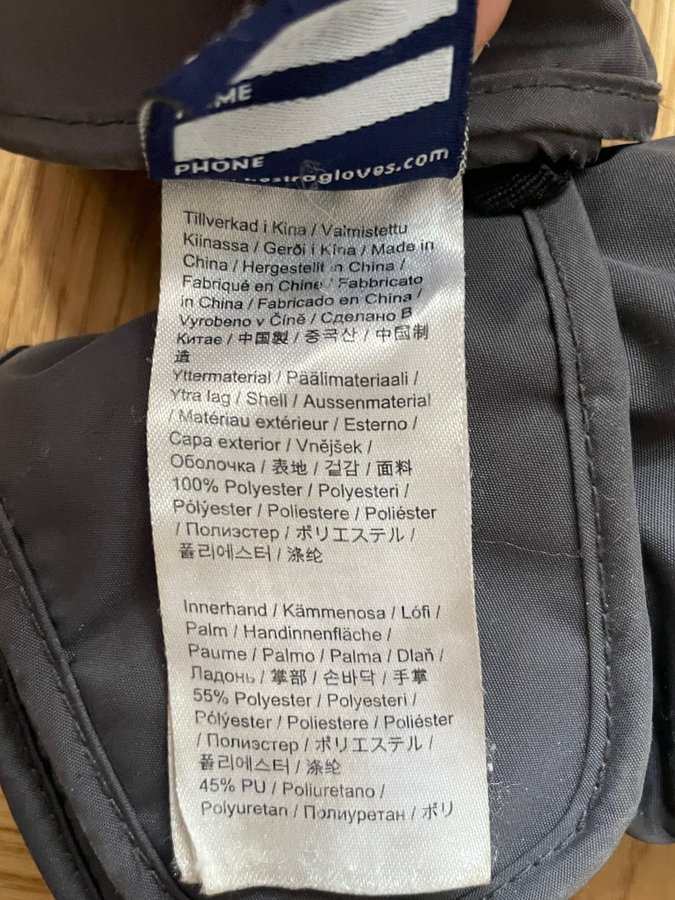 PHONE
gloves.com
Tillverkad i Kina / Valmistettu
Kiinassa / Gerði í Kína / Made in
China / Hergestellt in China /
Fabriqué en Chine / Fabbricato
in China / Fabricado en China /
Vyrobeno v Číně / Сделано В
Китае / 中国製 / 중국산 / 中国制
造
Yttermaterial / Päälimateriaali /
Ytra lag / Shell / Aussenmaterial
/ Matériau extérieur / Esterno /
Capa exterior / Vnějšek /
Оболочка / 表地 / 겉감 / 面料
100% Polyester / Polyesteri /
Pólýester / Poliestere / Poliéster
/ Полиэстер / ポリエステル /
폴리에스터 / 涤纶
Innerhand / Kämmenosa / Lófi /
Palm / Handinnenfläche /
Paume / Palmo / Palma / Dlaň /
Ладонь / 掌部 / 손바닥 / 手掌
55% Polyester / Polyesteri /
Pólýester / Poliestere / Poliéster
/ Полиэстер / ポリエステル /
폴리에스터 / 涤纶
45% PU / Poliuretano /
Polyuretan / Полиуретан / ポリ